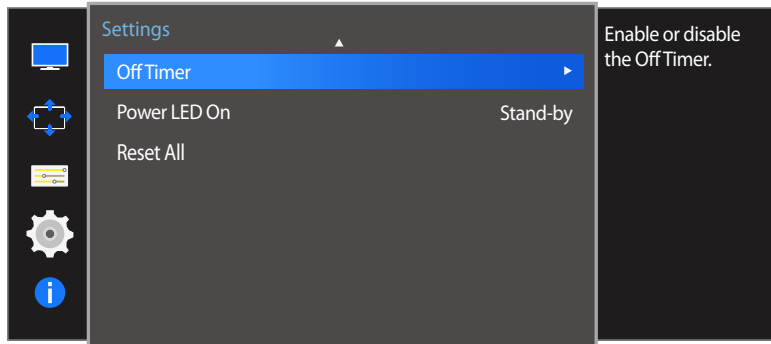 Settings
Off Timer
Power LED On Stand-by
Reset All
Enable or disable
the Off Timer.